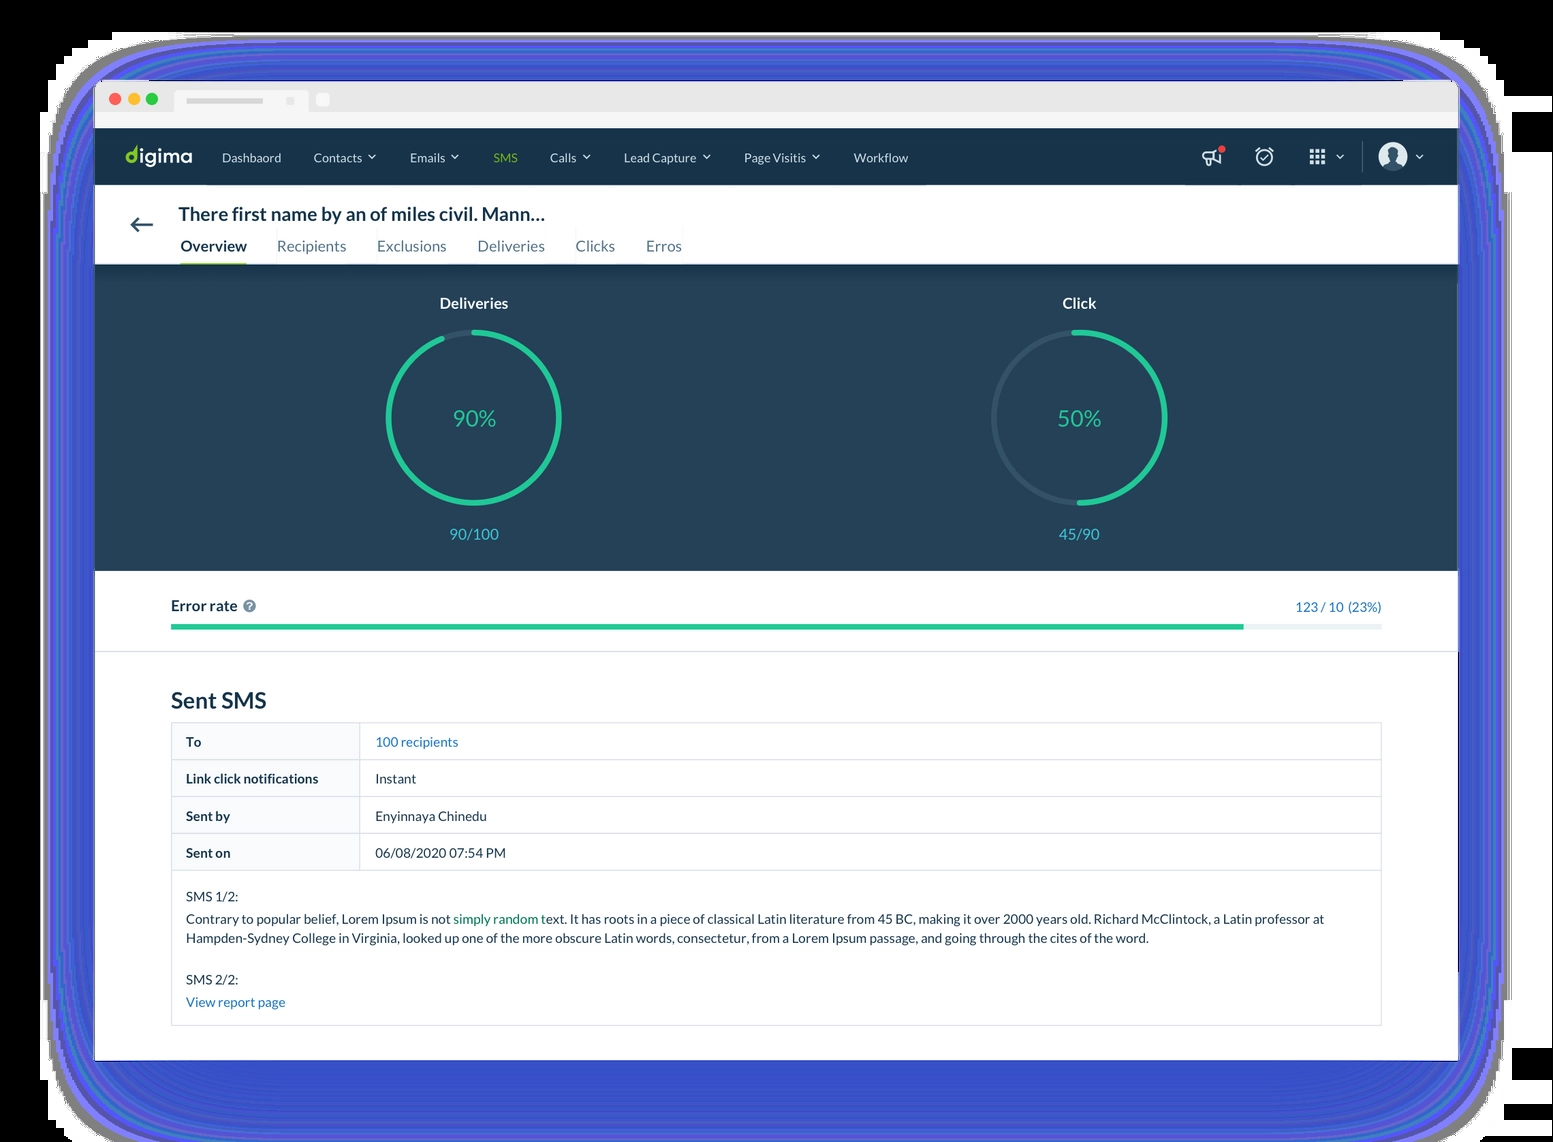 digima Dashbaord Contacts Emails SMS Calls Lead Capture Page Visitis Workflow
There first name by an of miles civil. Mann...
Overview Recipients Exclusions Deliveries Clicks Erros
Deliveries Click
90% 50%
90/100 45/90
Error rate ? 123 / 10 (23%)
Sent SMS
To 100 recipients
Link click notifications Instant
Sent by Enyinnaya Chinedu
Sent on 06/08/2020 07:54 PM
SMS 1/2:
Contrary to popular belief, Lorem Ipsum is not simply random text. It has roots in a piece of classical Latin literature from 45 BC, making it over 2000 years old. Richard McClintock, a Latin professor at
Hampden-Sydney College in Virginia, looked up one of the more obscure Latin words, consectetur, from a Lorem Ipsum passage, and going through the cites of the word.
SMS 2/2:
View report page